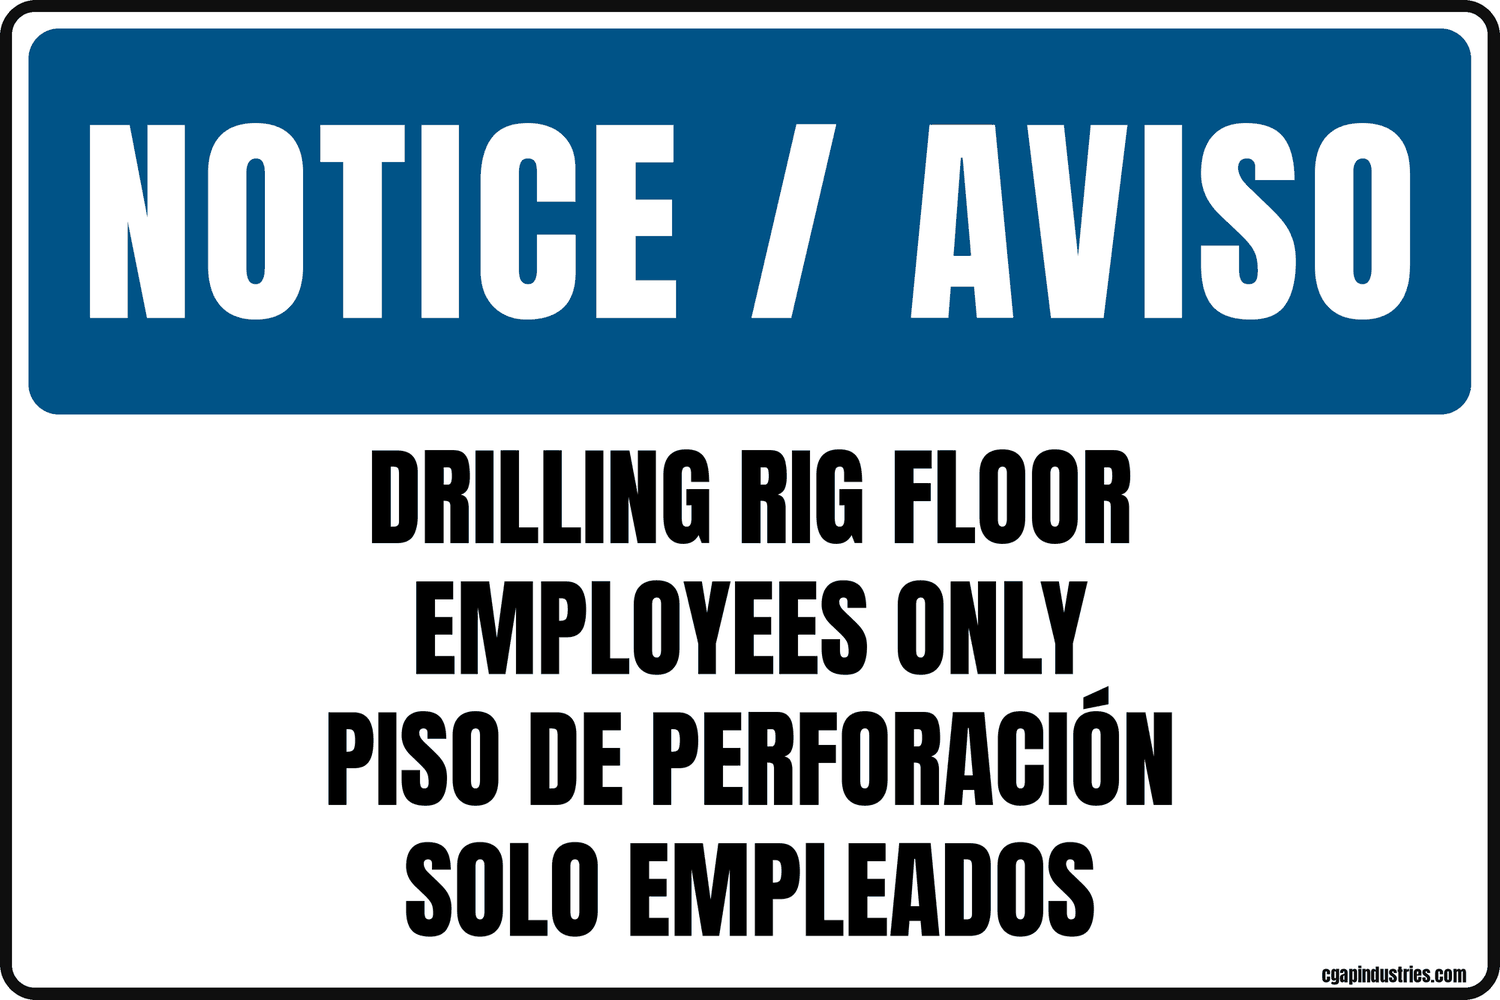 NOTICE / AVISO
DRILLING RIG FLOOR
EMPLOYEES ONLY
PISO DE PERFORACIÓN
SOLO EMPLEADOS
cgapindustries.com